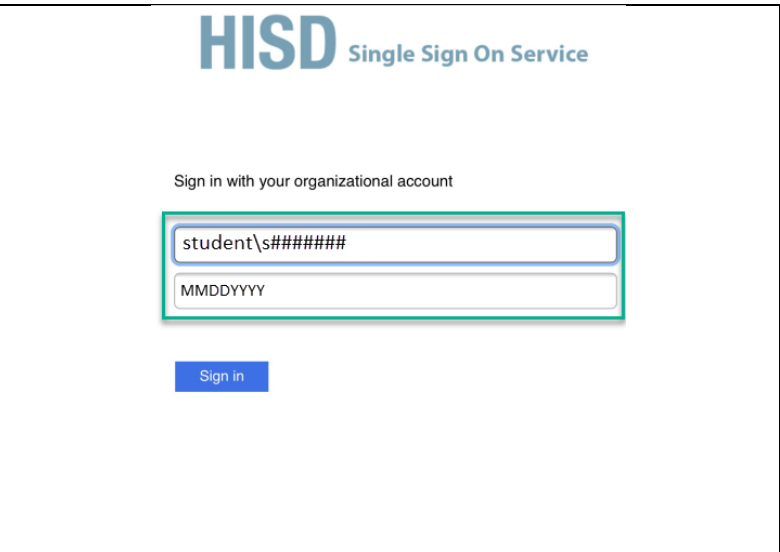 HISD Single Sign On Service
Sign in with your organizational account
student\s#######
MMDDYYYY
Sign in